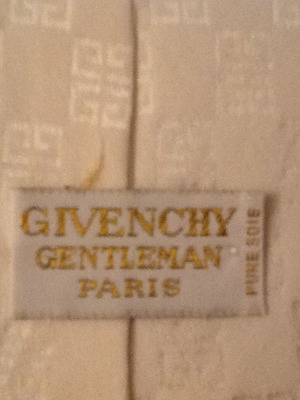 GIVENCHY
GENTLEMAN
PARIS
PURE SOIE